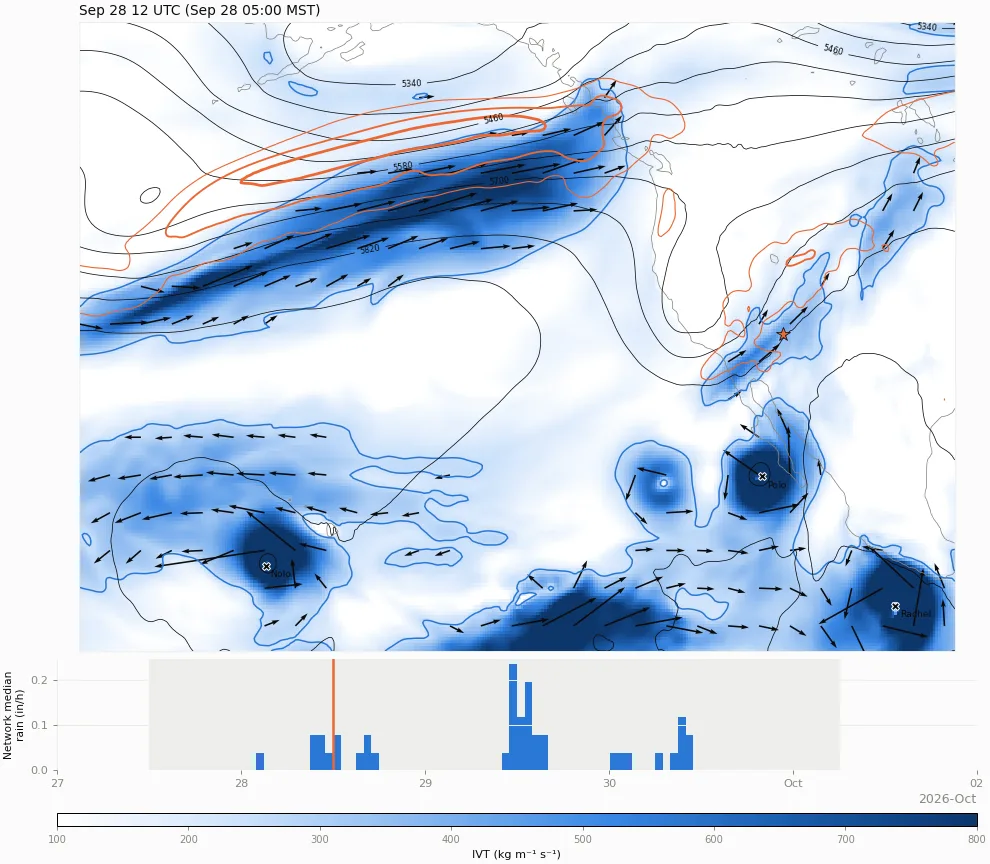 Sep 28 12 UTC (Sep 28 05:00 MST)
5340
5460
5340
5460
5580
5700
5820
Polo
Nolo
Rachel
Network median
rain (in/h)
0.2
0.1
0.0
27
28
29
30
Oct
02
2026-Oct
100
200
300
400
500
600
700
800
IVT (kg m⁻¹ s⁻¹)